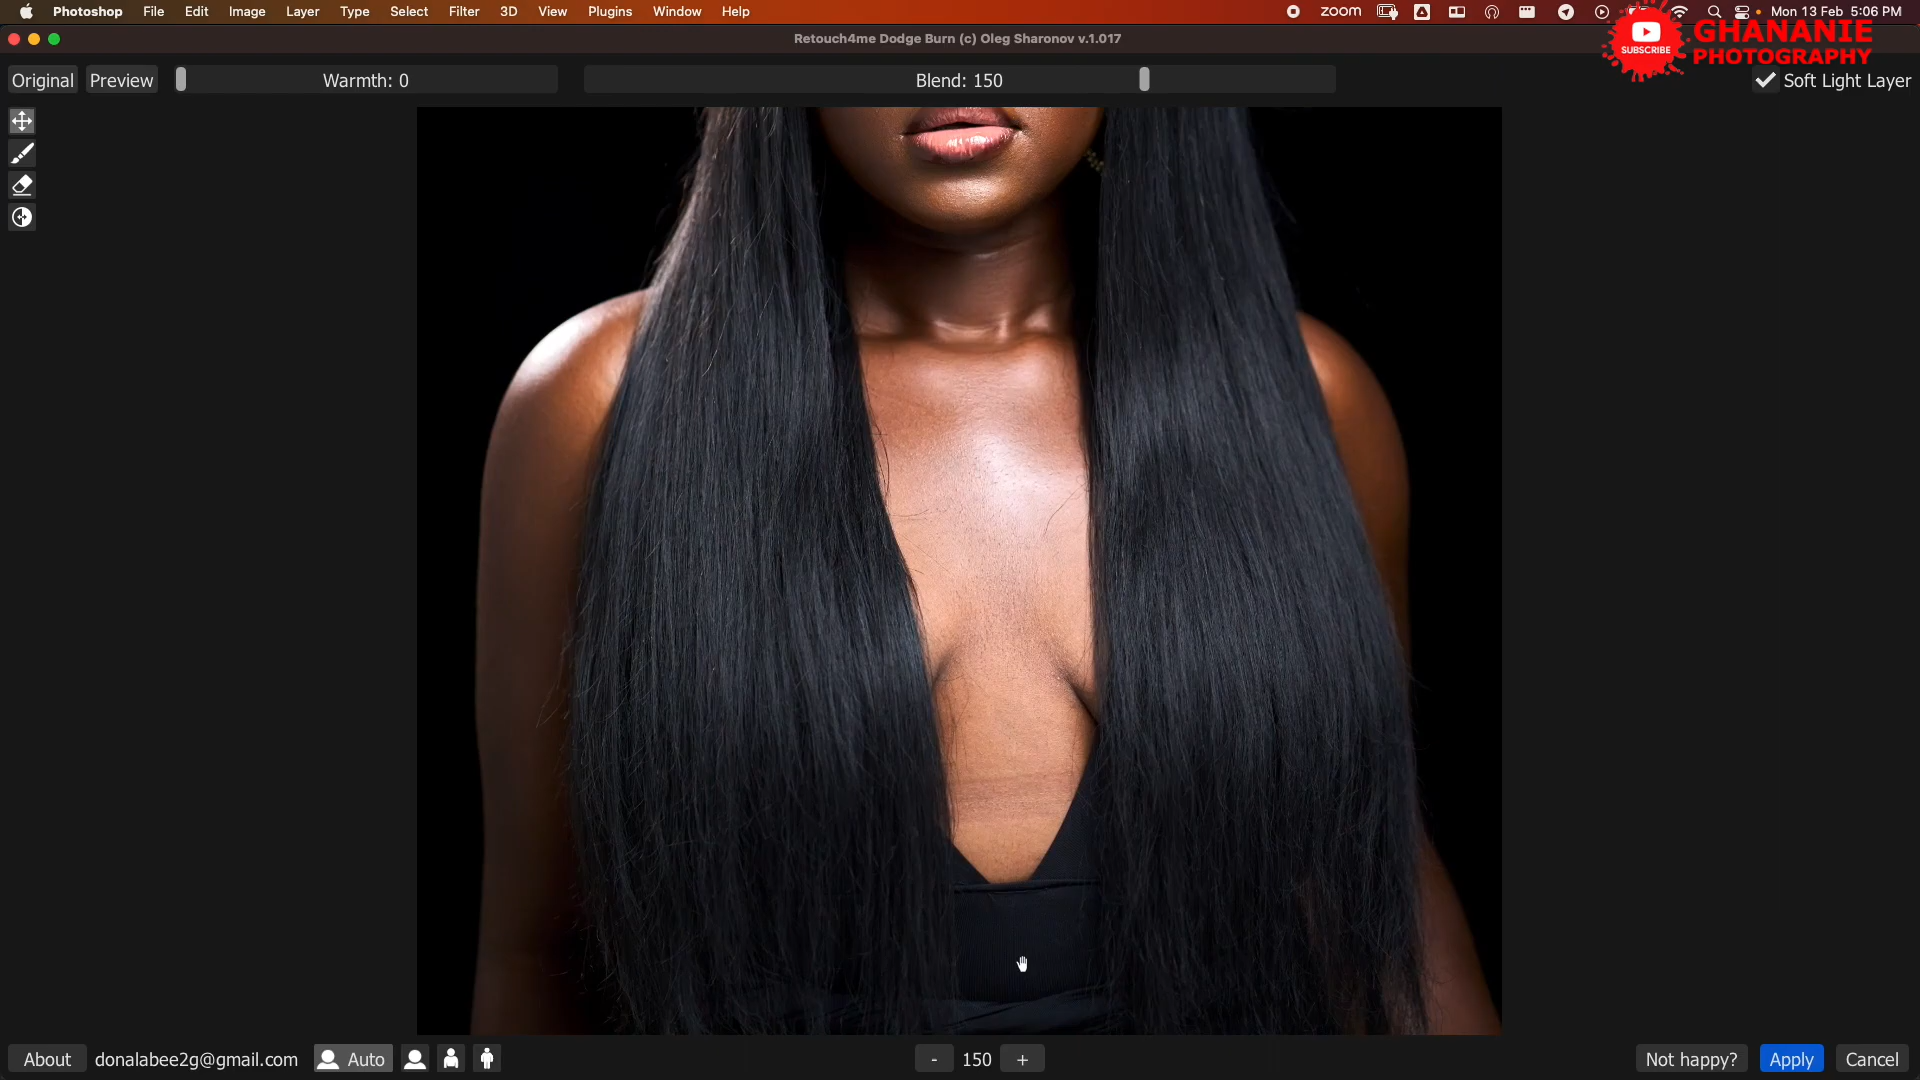 Photoshop File Edit Image Layer Type Select Filter 3D View Plugins Window Help zoom Mon 13 Feb 5:06 PM
Retouch4me Dodge Burn (c) Oleg Sharonov v.1.017
SUBSCRIBE
GHANANIE
PHOTOGRAPHY
Original Preview Warmth: 0 Blend: 150 Soft Light Layer
About donalabee2g@gmail.com Auto - 150 + Not happy? Apply Cancel